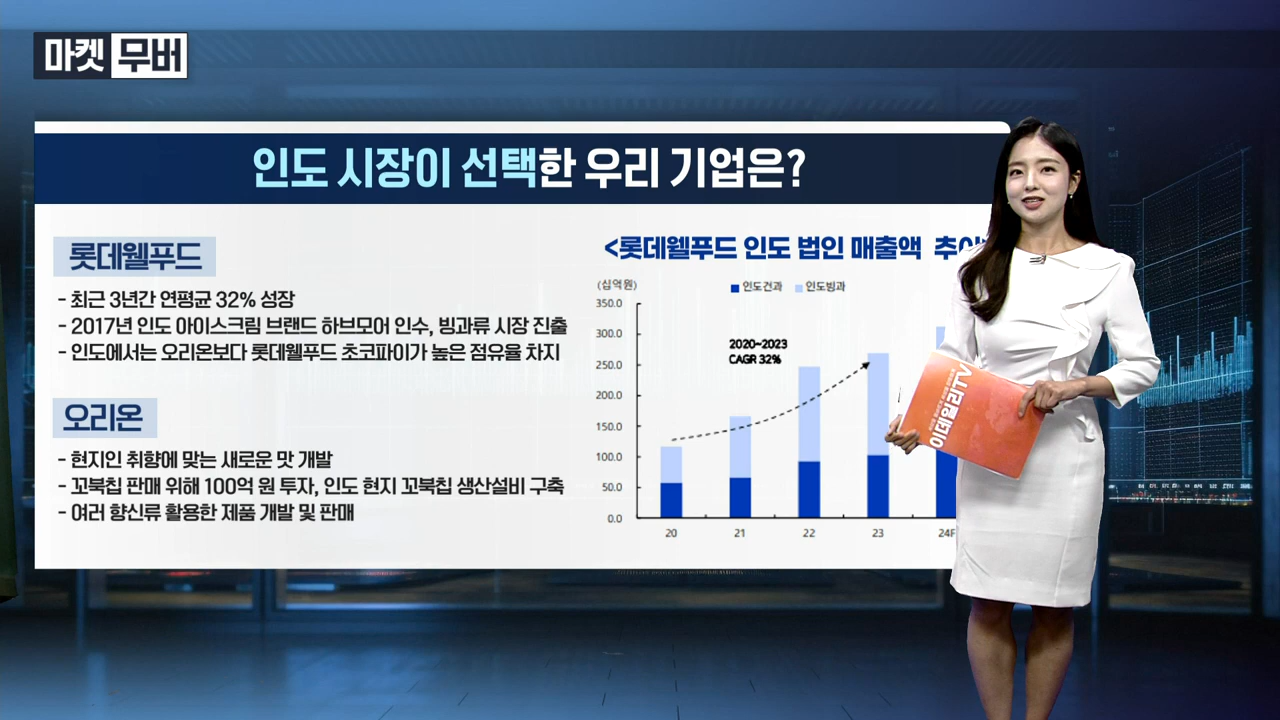 마켓 무버
인도 시장이 선택한 우리 기업은?
롯데웰푸드
- 최근 3년간 연평균 32% 성장
- 2017년 인도 아이스크림 브랜드 하브모어 인수, 빙과류 시장 진출
- 인도에서는 오리온보다 롯데웰푸드 초코파이가 높은 점유율 차지
오리온
- 현지인 취향에 맞는 새로운 맛 개발
- 꼬북칩 판매 위해 100억 원 투자, 인도 현지 꼬북칩 생산설비 구축
- 여러 향신류 활용한 제품 개발 및 판매
<롯데웰푸드 인도 법인 매출액 추이
(십억원)
인도건과 인도빙과
350.0
300.0
250.0
200.0
150.0
100.0
50.0
0.0
2020~2023
CAGR 32%
20 21 22 23 24F
이데일리TV